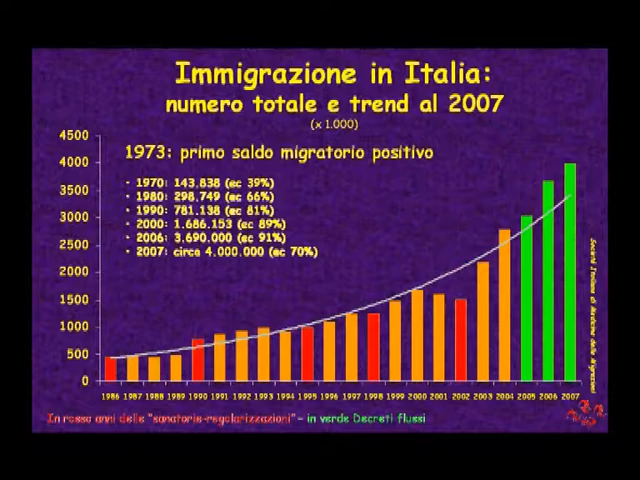 Immigrazione in Italia:
numero totale e trend al 2007
(x 1.000)
1973: primo saldo migratorio positivo
- 1970: 143.838 (ec 39%)
- 1980: 298.749 (ec 66%)
- 1990: 781.138 (ec 81%)
- 2000: 1.686.153 (ec 89%)
- 2006: 3.690.000 (ec 91%)
- 2007: circa 4.000.000 (ec 70%)
4500
4000
3500
3000
2500
2000
1500
1000
500
0
1986 1987 1988 1989 1990 1991 1992 1993 1994 1995 1996 1997 1998 1999 2000 2001 2002 2003 2004 2005 2006 2007
Società Italiana di Medicina delle Migrazioni
In rosso anni delle "sanatorie-regolarizzazioni" – in verde Decreti flussi